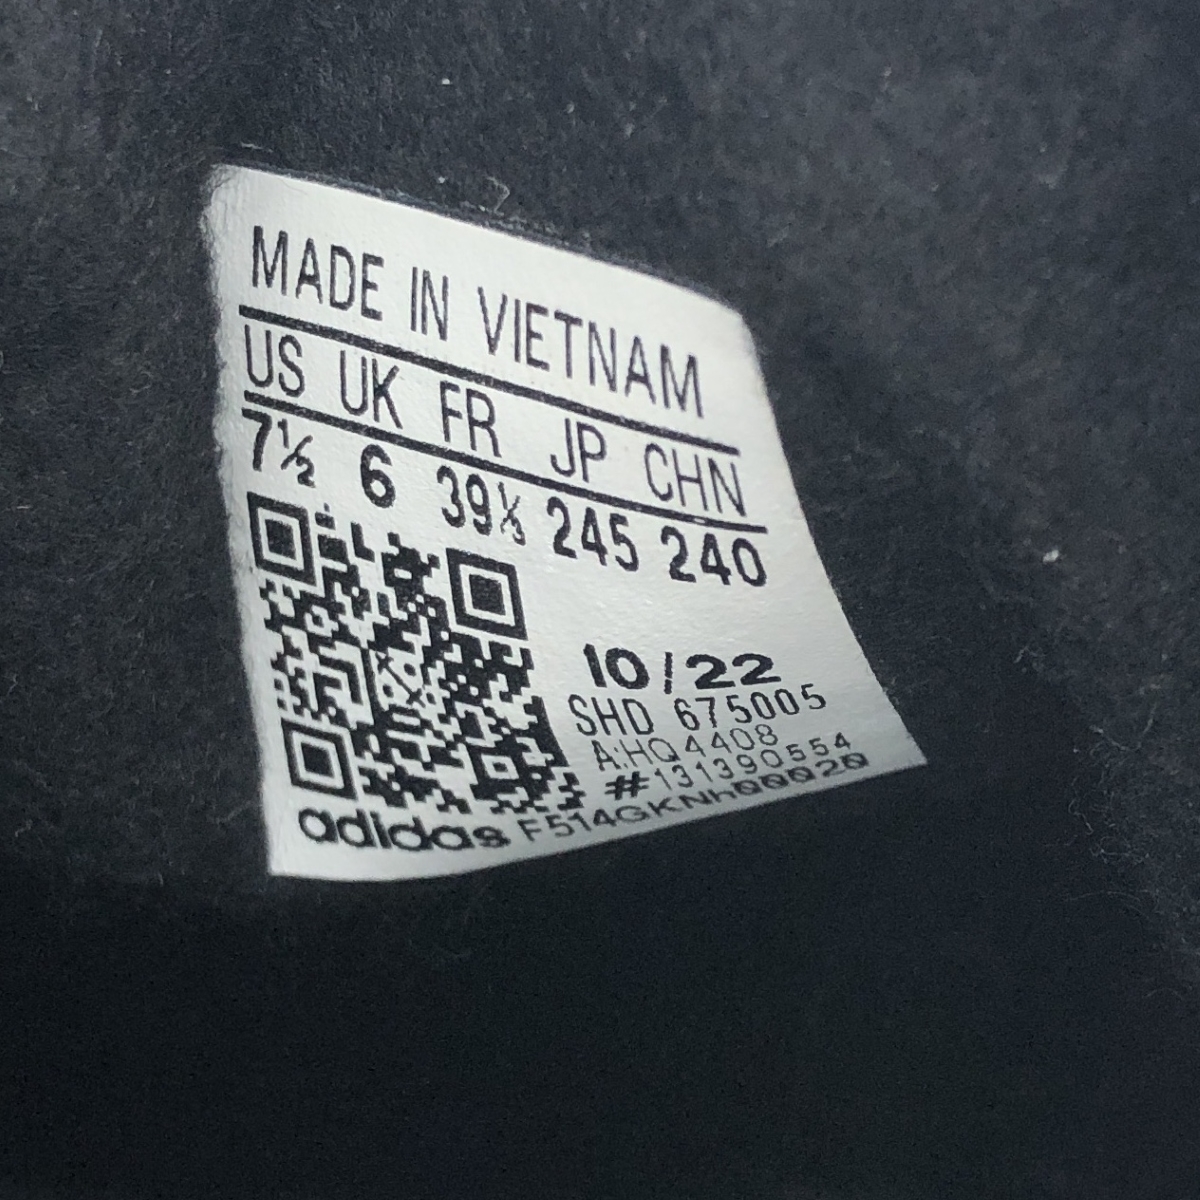 MADE IN VIETNAM
US UK FR JP CHN
7½ 6 39⅓ 245 240
10/22
SHD 675005
A:HQ4408
#131390554
adidas F514GKNh00020